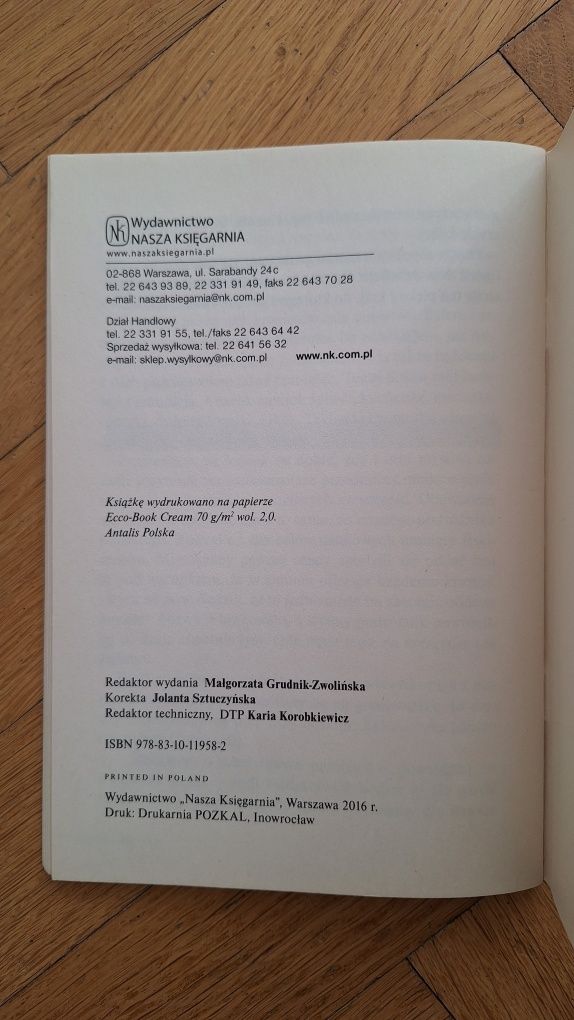 Nk Wydawnictwo
NASZA KSIĘGARNIA
www.naszaksiegarnia.pl
02-868 Warszawa, ul. Sarabandy 24c
tel. 22 643 93 89, 22 331 91 49, faks 22 643 70 28
e-mail: naszaksiegarnia@nk.com.pl
Dział Handlowy
tel. 22 331 91 55, tel./faks 22 643 64 42
Sprzedaż wysyłkowa: tel. 22 641 56 32
e-mail: sklep.wysylkowy@nk.com.pl www.nk.com.pl
Książkę wydrukowano na papierze
Ecco-Book Cream 70 g/m² wol. 2,0.
Antalis Polska
Redaktor wydania Małgorzata Grudnik-Zwolińska
Korekta Jolanta Sztuczyńska
Redaktor techniczny, DTP Karia Korobkiewicz
ISBN 978-83-10-11958-2
PRINTED IN POLAND
Wydawnictwo „Nasza Księgarnia”, Warszawa 2016 r.
Druk: Drukarnia POZKAL, Inowrocław